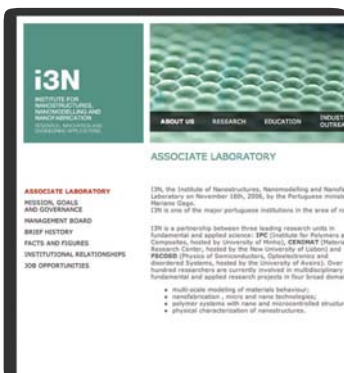 i3N
INSTITUTE FOR
NANOSTRUCTURES,
NANOMODELLING AND
NANOFABRICATION
RESEARCH, NANOSCIENCE AND
ENGINEERING APPLICATIONS
ABOUT US RESEARCH EDUCATION
ASSOCIATE LABORATORY
ASSOCIATE LABORATORY
MISSION, GOALS
AND GOVERNANCE
MANAGEMENT BOARD
BRIEF HISTORY
FACTS AND FIGURES
INSTITUTIONAL RELATIONSHIPS
JOB OPPORTUNITIES
I3N, the Institute of Nanostructures, Nanomodelling and
Laboratory on November 16th, 2006, by the Portuguese
Mariano Gago.
I3N is one of the major portuguese institutions in the area of
I3N is a partnership between three leading research units in
fundamental and applied science: IPC (Institute for Polymers
Composites, hosted by University of Minho), CENIMAT
Research Center, hosted by the New University of Lisbon) and
FSCOSD (Physics of Semiconductors, Optoelectronics and
disordered Systems, hosted by the University of Aveiro). Over
hundred researchers are currently involved in multidisciplinary
fundamental and applied research projects in four broad
• multi-scale modeling of materials behaviour;
• nanofabrication , micro and nano technologies;
• polymer systems with nano and microcontrolled
• physical characterization of nanostructures.